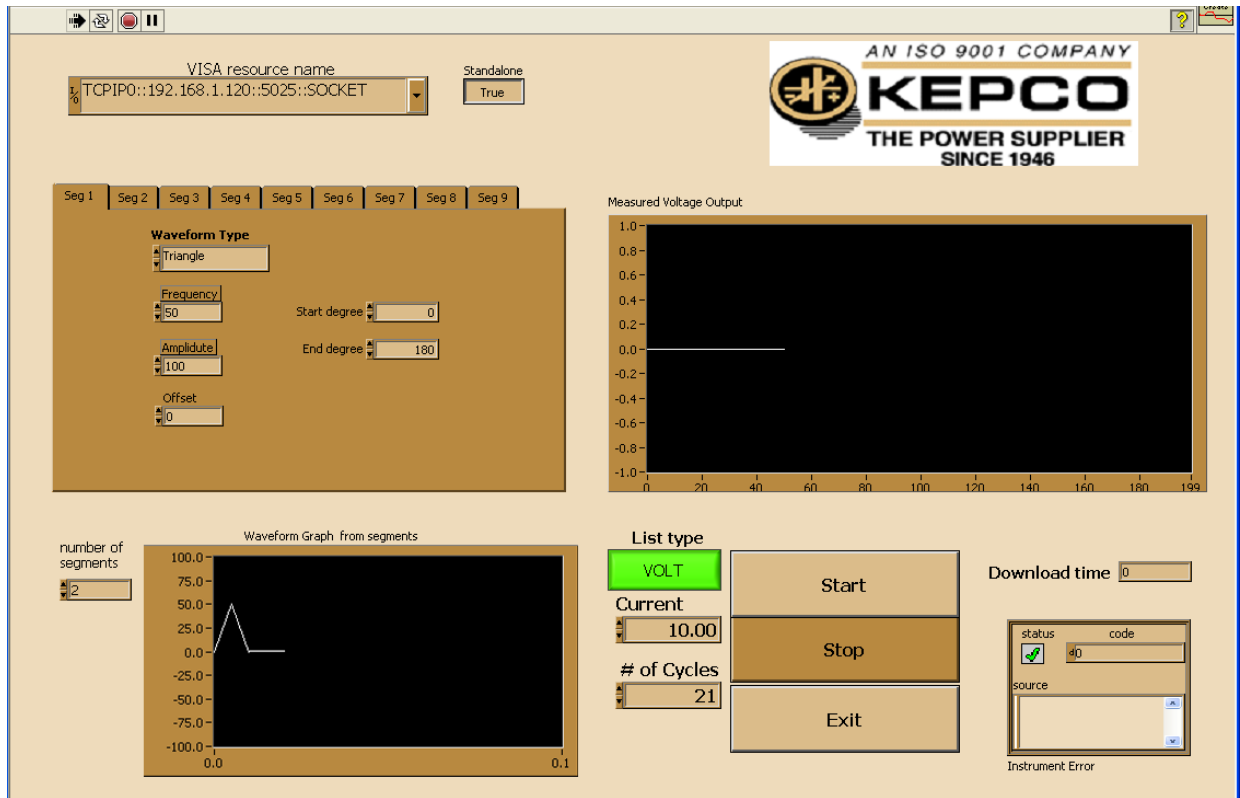 VISA resource name
TCPIP0::192.168.1.120::5025::SOCKET
Standalone
True
AN ISO 9001 COMPANY
KEPCO
THE POWER SUPPLIER
SINCE 1946
Seg 1 Seg 2 Seg 3 Seg 4 Seg 5 Seg 6 Seg 7 Seg 8 Seg 9
Waveform Type
Triangle
Frequency
50
Start degree 0
Amplidute
100
End degree 180
Offset
0
Measured Voltage Output
1.0
0.8
0.6
0.4
0.2
0.0
-0.2
-0.4
-0.6
-0.8
-1.0
0 20 40 60 80 100 120 140 160 180 199
number of
segments
2
Waveform Graph from segments
100.0
75.0
50.0
25.0
0.0
-25.0
-50.0
-75.0
-100.0
0.0 0.1
List type
VOLT
Current
10.00
# of Cycles
21
Start
Stop
Exit
Download time 0
status code
d0
source
Instrument Error